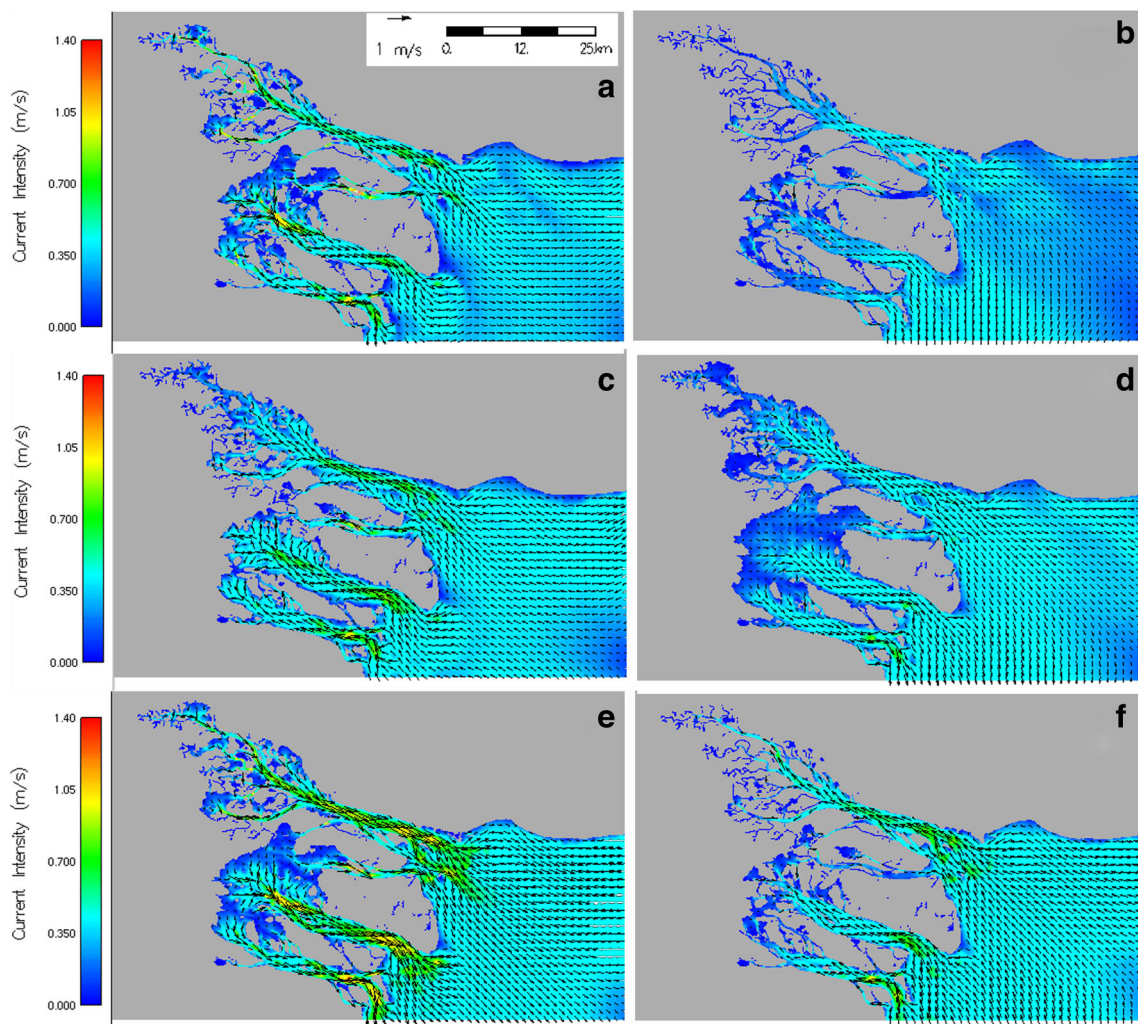 1 m/s
0. 12. 25.km
a
b
1.40
1.05
0.700
0.350
0.000
Current Intensity (m/s)
c
d
1.40
1.05
0.700
0.350
0.000
Current Intensity (m/s)
e
f
1.40
1.05
0.700
0.350
0.000
Current Intensity (m/s)